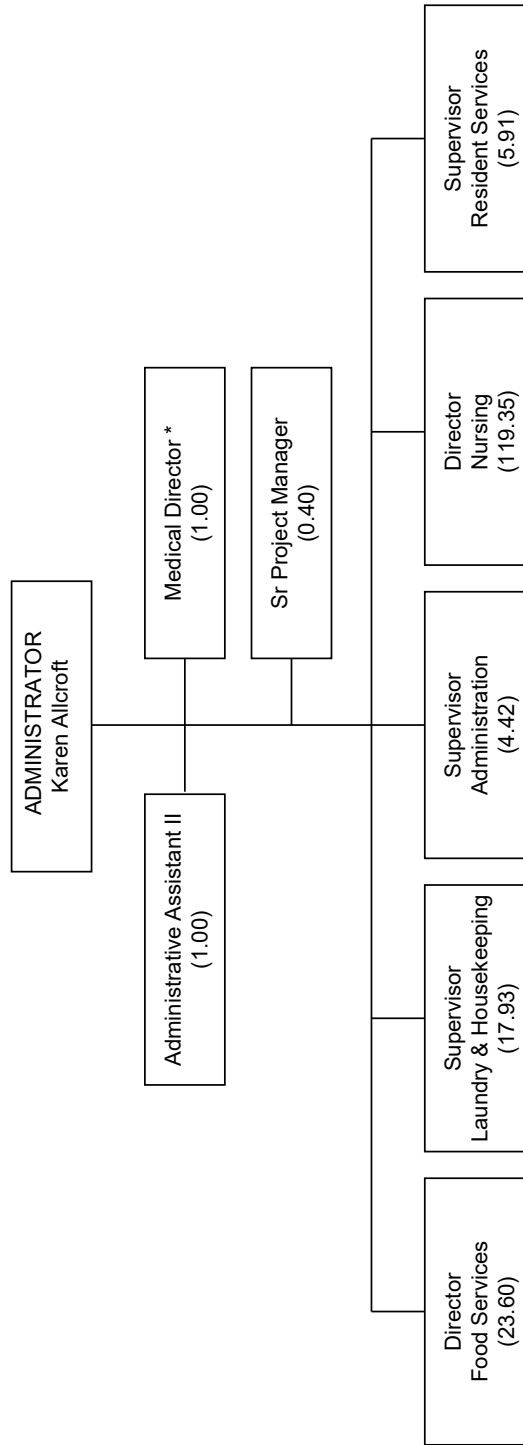 ADMINISTRATOR
Karen Allcroft
Administrative Assistant II
(1.00)
Medical Director *
(1.00)
Sr Project Manager
(0.40)
Director
Food Services
(23.60)
Supervisor
Laundry & Housekeeping
(17.93)
Supervisor
Administration
(4.42)
Director
Nursing
(119.35)
Supervisor
Resident Services
(5.91)